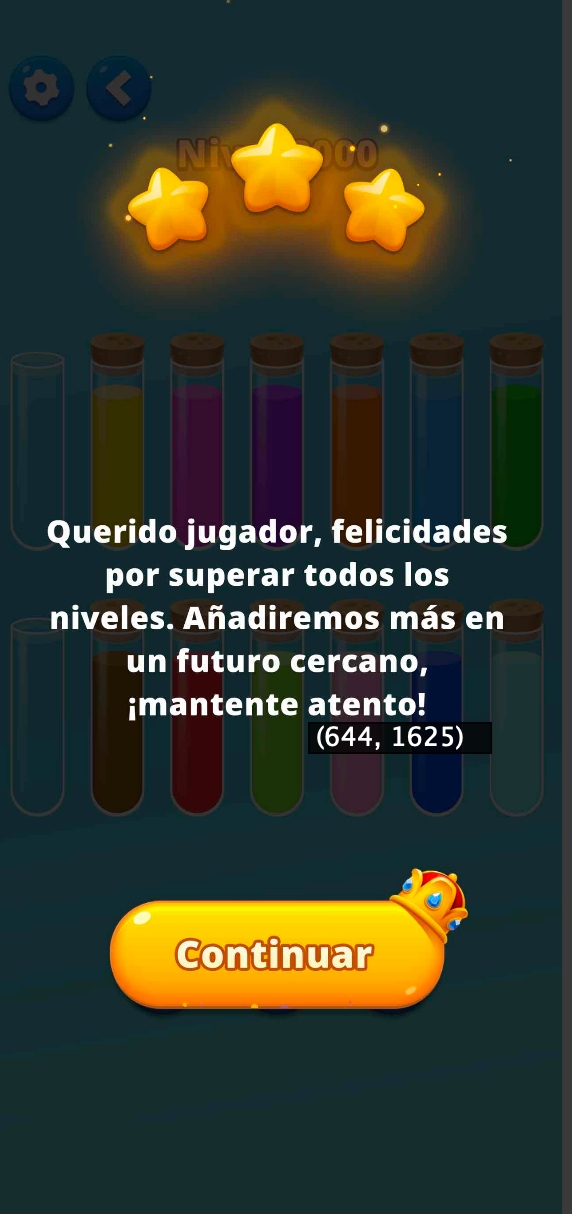 Querido jugador, felicidades
por superar todos los
niveles. Añadiremos más en
un futuro cercano,
¡mantente atento!
(644, 1625)
Continuar